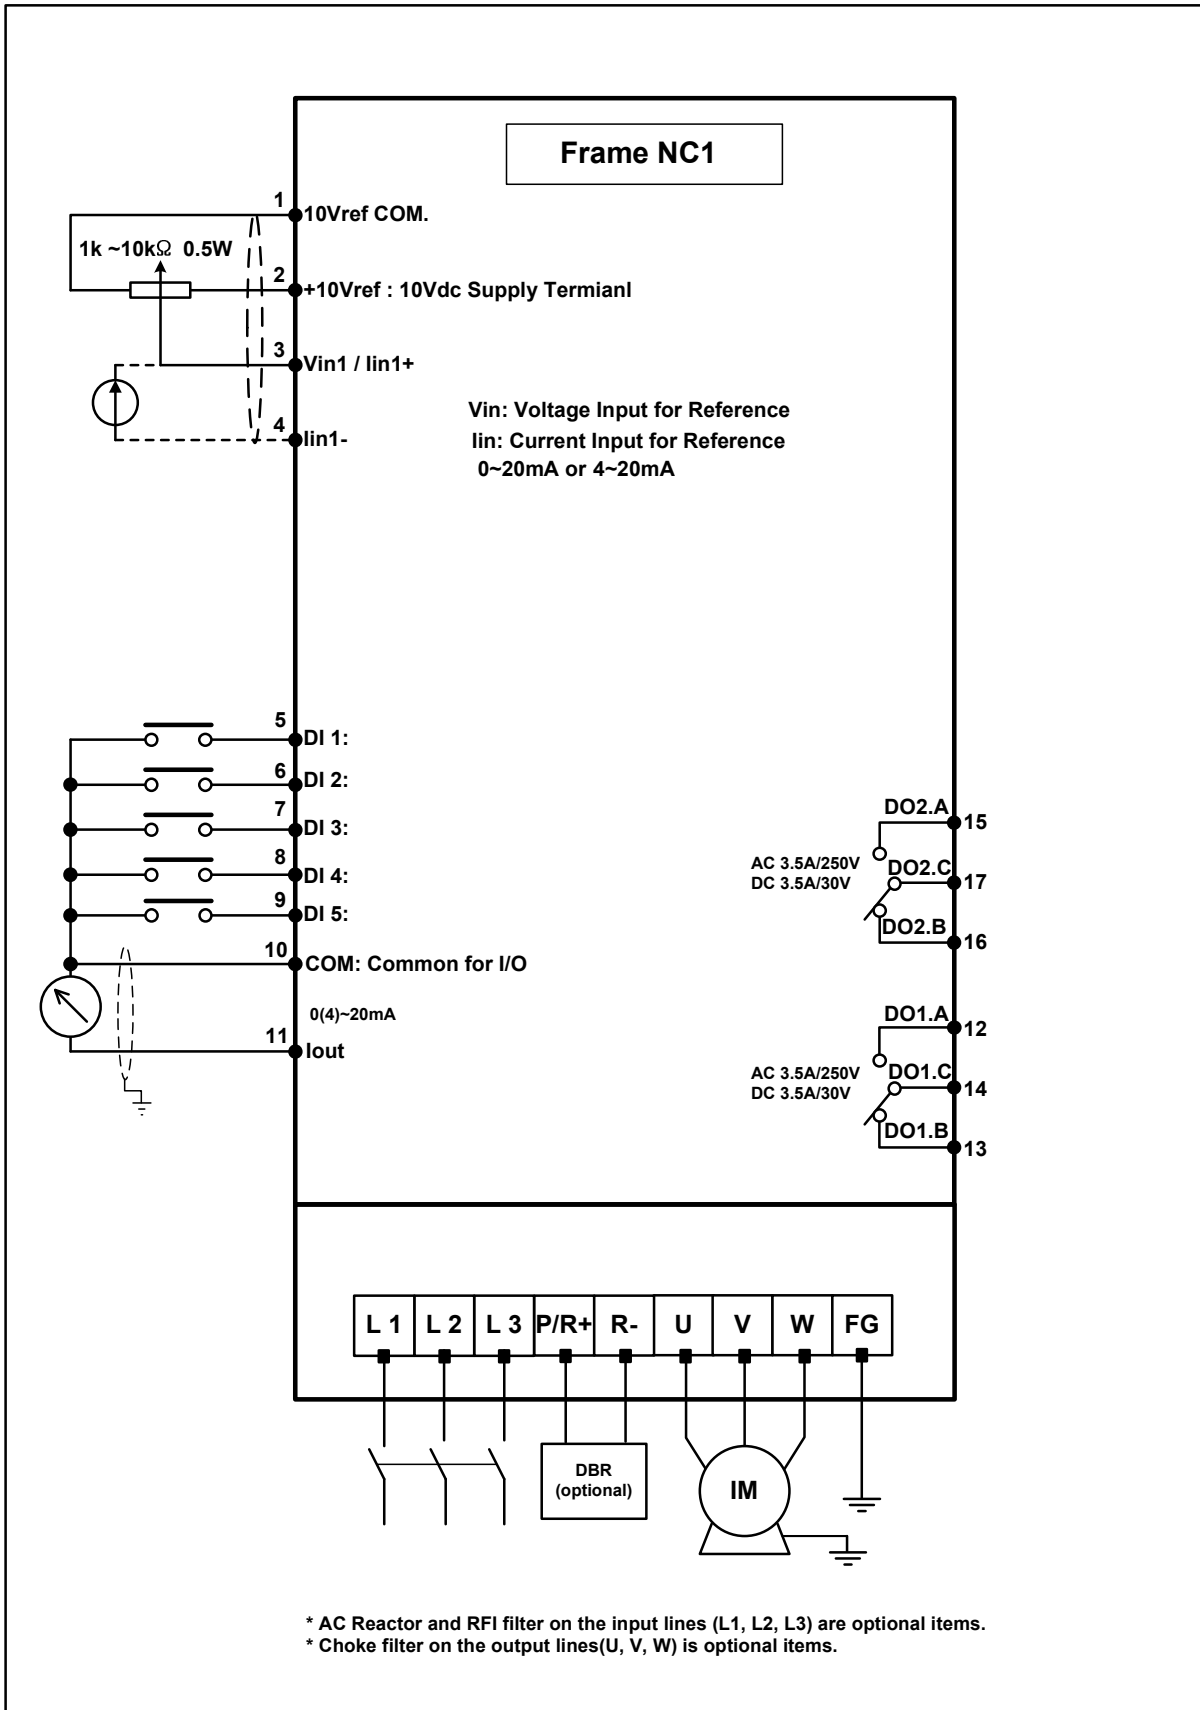 Frame NC1
1
10Vref COM.
1k ~10kΩ 0.5W
2
+10Vref : 10Vdc Supply Termianl
3
Vin1 / Iin1+
Vin: Voltage Input for Reference
4
Iin1-
Iin: Current Input for Reference
0~20mA or 4~20mA
5
DI 1:
6
DI 2:
7
DI 3:
8
DI 4:
9
DI 5:
10
COM: Common for I/O
0(4)~20mA
11
Iout
DO2.A
15
AC 3.5A/250V
DC 3.5A/30V
DO2.C
17
DO2.B
16
DO1.A
12
AC 3.5A/250V
DC 3.5A/30V
DO1.C
14
DO1.B
13
L 1 L 2 L 3 P/R+ R- U V W FG
DBR
(optional)
IM
* AC Reactor and RFI filter on the input lines (L1, L2, L3) are optional items.
* Choke filter on the output lines(U, V, W) is optional items.